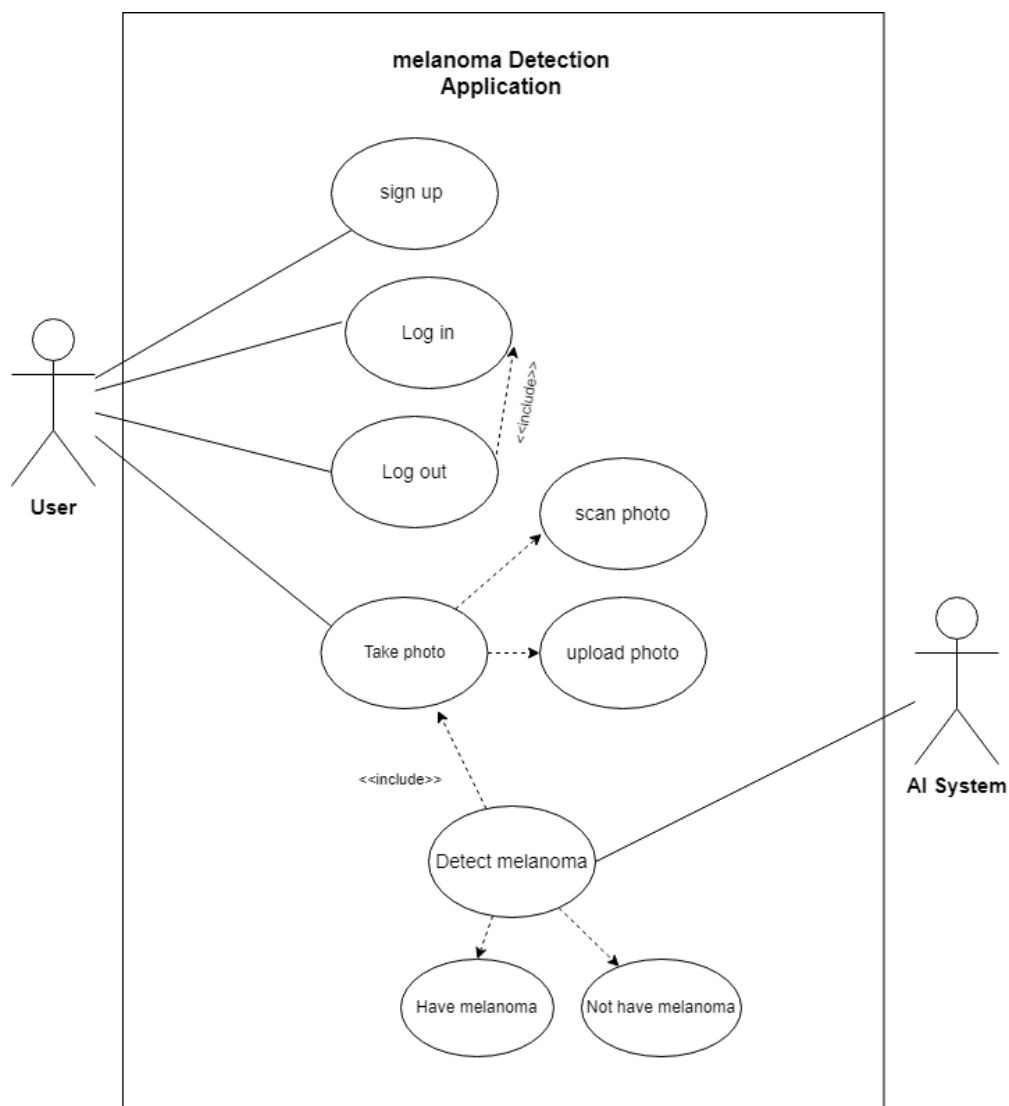 melanoma Detection
Application
sign up
Log in
<<include>>
Log out
User
scan photo
Take photo
upload photo
<<include>>
AI System
Detect melanoma
Have melanoma
Not have melanoma